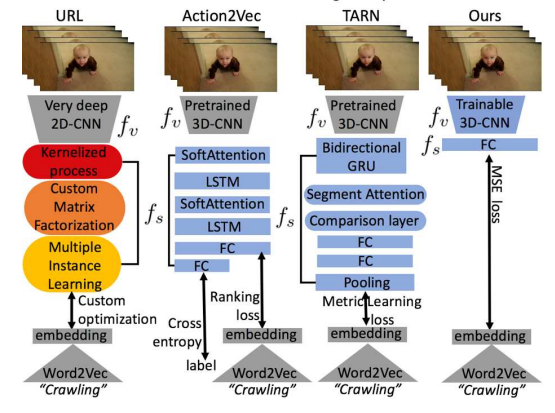 URL
Very deep
2D-CNN
f_v
Kernelized
process
Custom
Matrix
Factorization
Multiple
Instance
Learning
f_s
Custom
optimization
embedding
Word2Vec
"Crawling"
Action2Vec
f_v
Pretrained
3D-CNN
SoftAttention
LSTM
SoftAttention
LSTM
FC
FC
f_s
Ranking
loss
Cross
entropy
label
embedding
Word2Vec
"Crawling"
TARN
f_v
Pretrained
3D-CNN
Bidirectional
GRU
Segment Attention
Comparison layer
FC
FC
Pooling
Metric Learning
loss
embedding
Word2Vec
"Crawling"
Ours
f_v
Trainable
3D-CNN
f_s
FC
MSE loss
embedding
Word2Vec
"Crawling"